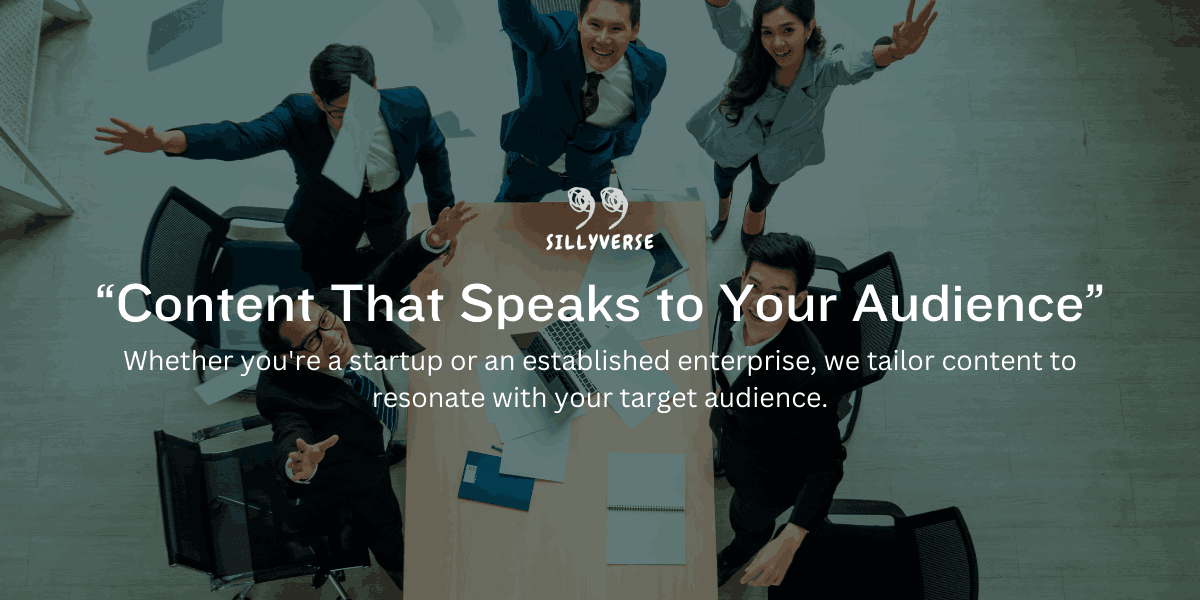 SILLYVERSE
“Content That Speaks to Your Audience”
Whether you're a startup or an established enterprise, we tailor content to
resonate with your target audience.